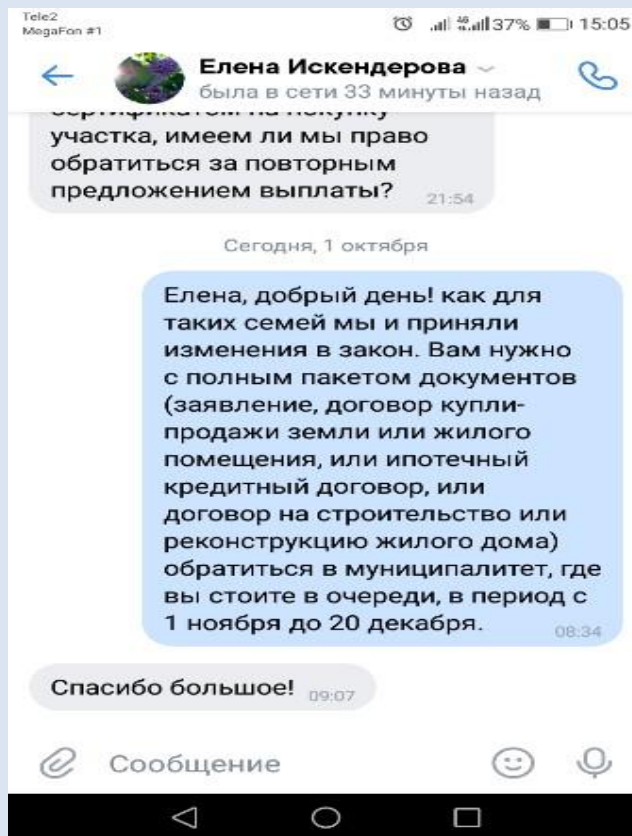 Tele2
MegaFon #1
4G 37% 15:05
Елена Искендерова
была в сети 33 минуты назад
сертификатом на покупку
участка, имеем ли мы право
обратиться за повторным
предложением выплаты? 21:54
Сегодня, 1 октября
Елена, добрый день! как для
таких семей мы и приняли
изменения в закон. Вам нужно
с полным пакетом документов
(заявление, договор купли-
продажи земли или жилого
помещения, или ипотечный
кредитный договор, или
договор на строительство или
реконструкцию жилого дома)
обратиться в муниципалитет, где
вы стоите в очереди, в период с
1 ноября до 20 декабря. 08:34
Спасибо большое! 09:07
Сообщение